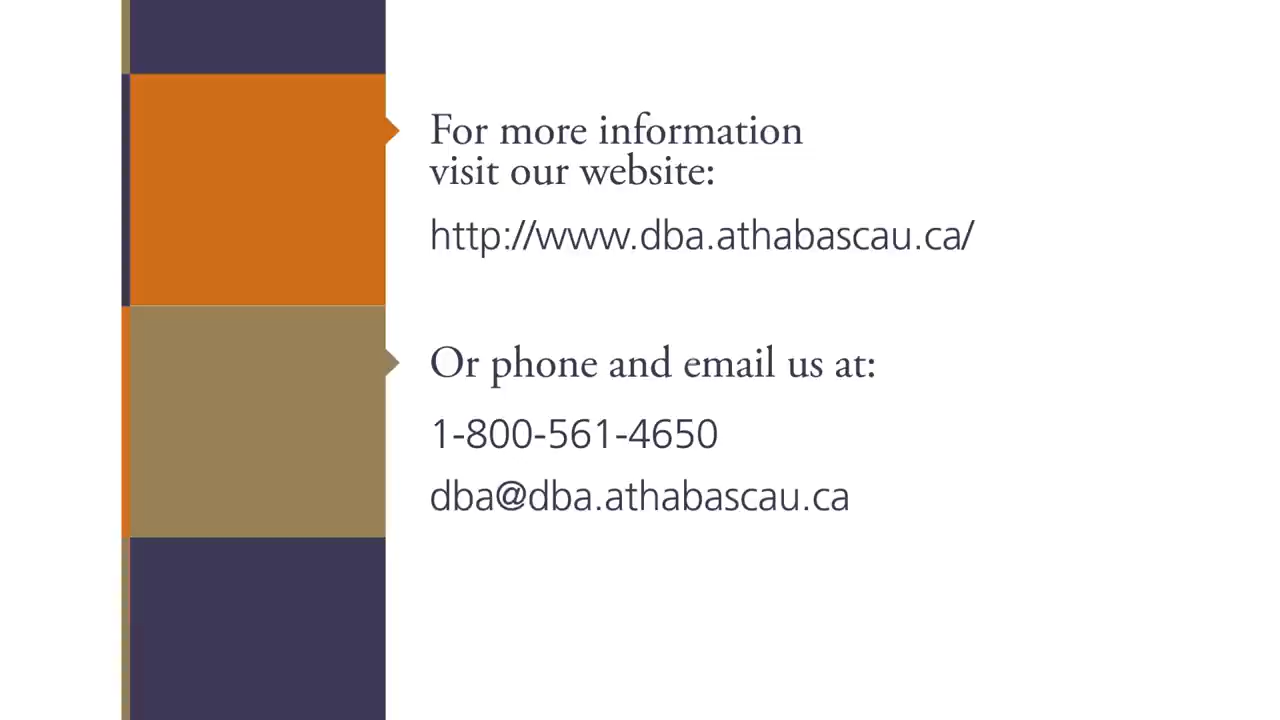 For more information
visit our website:
http://www.dba.athabascau.ca/
Or phone and email us at:
1-800-561-4650
dba@dba.athabascau.ca